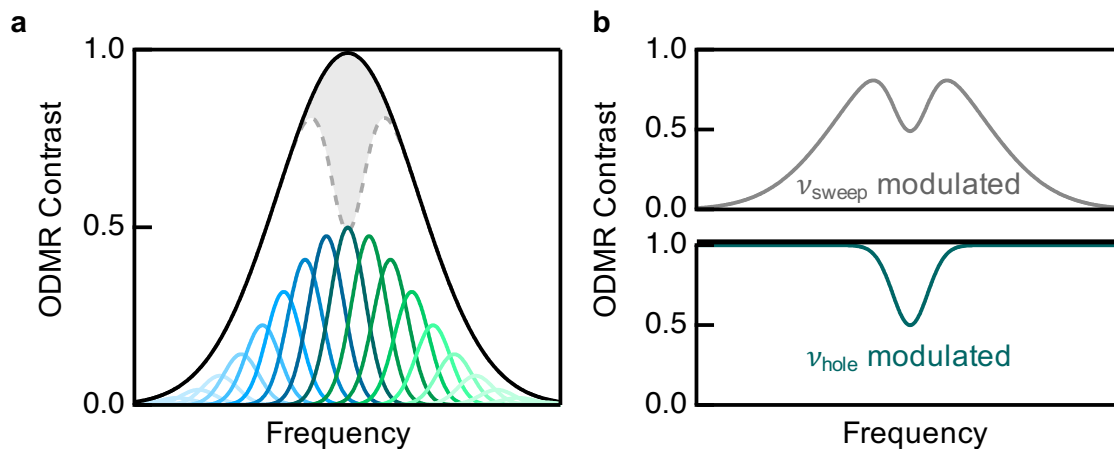 a
1.0
0.5
0.0
ODMR Contrast
Frequency
b
1.0
0.5
0.0
νsweep modulated
1.0
0.5
0.0
νhole modulated
ODMR Contrast
Frequency